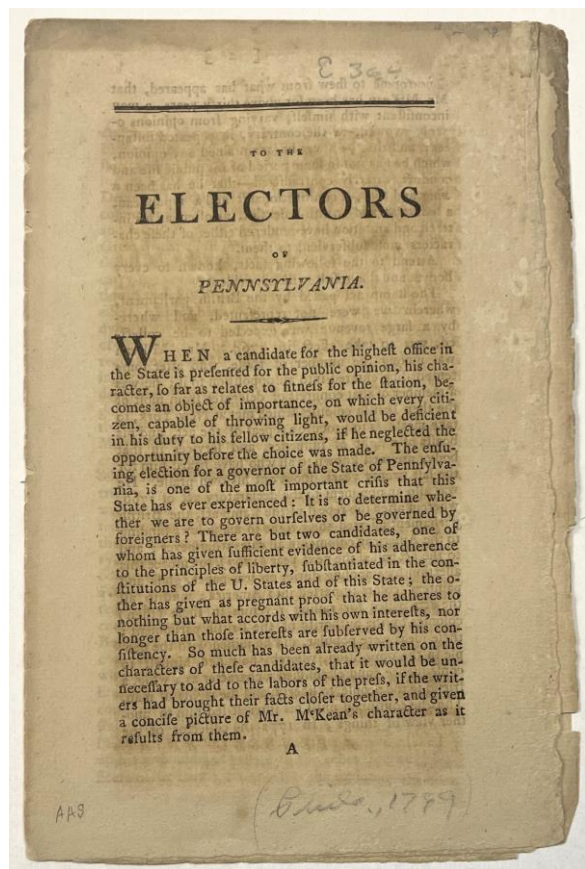 E 364
TO THE
ELECTORS
OF
PENNSYLVANIA.
WHEN a candidate for the higheſt office in
the State is preſented for the public opinion, his cha-
racter, ſo far as relates to fitneſs for the ſtation, be-
comes an object of importance, on which every citi-
zen, capable of throwing light, would be deficient
in his duty to his fellow citizens, if he neglected the
opportunity before the choice was made. The enſu-
ing election for a governor of the State of Pennſylva-
nia, is one of the moſt important criſis that this
State has ever experienced : It is to determine whe-
ther we are to govern ourſelves or be governed by
foreigners ? There are but two candidates, one of
whom has given ſufficient evidence of his adherence
to the principles of liberty, ſubſtantiated in the con-
ſtitutions of the U. States and of this State ; the o-
ther has given as pregnant proof that he adheres to
nothing but what accords with his own intereſts, nor
longer than thoſe intereſts are ſubſerved by his con-
ſiſtency. So much has been already written on the
characters of theſe candidates, that it would be un-
neceſſary to add to the labors of the preſs, if the writ-
ers had brought their facts cloſer together, and given
a conciſe picture of Mr. MᶜKean's character as it
reſults from them.
A
AAS
(Phila., 1799)